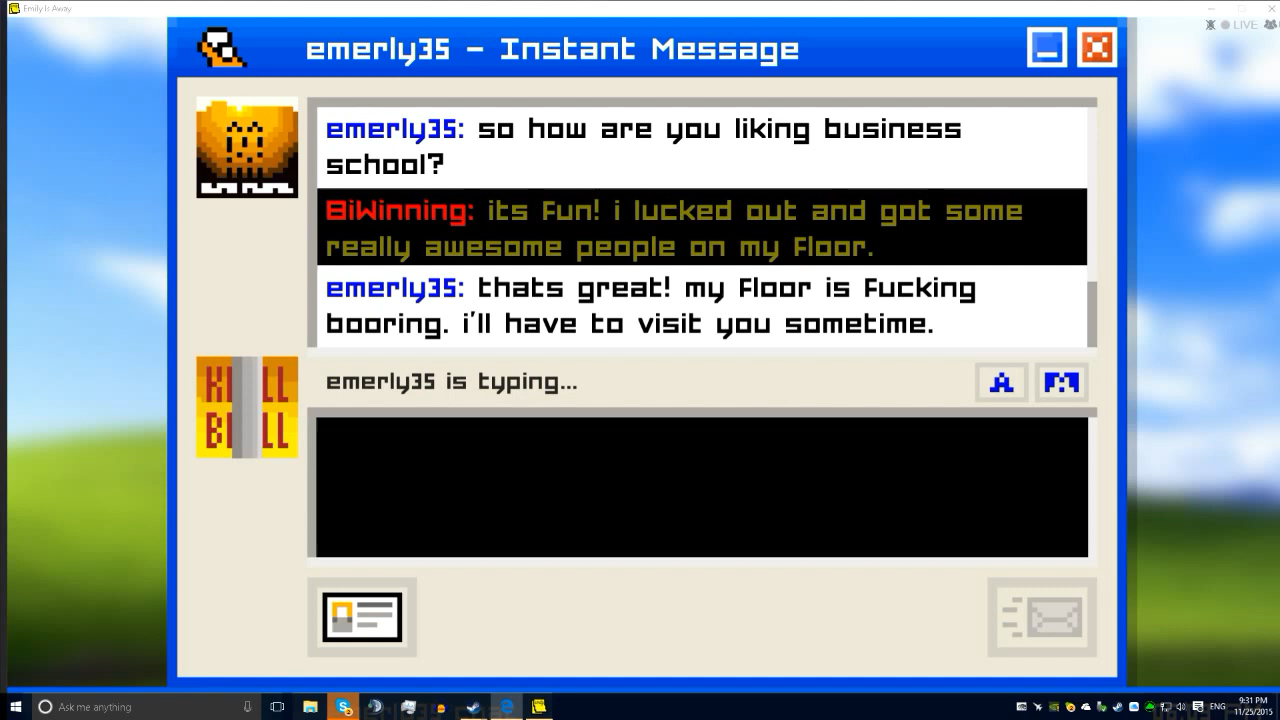 Emily Is Away
LIVE
emerly35 - Instant Message
emerly35: so how are you liking business
school?
BiWinning: its fun! i lucked out and got some
really awesome people on my floor.
emerly35: thats great! my floor is fucking
booring. i'll have to visit you sometime.
KILL
BILL
emerly35 is typing...
A
Ask me anything
ENG
9:31 PM
11/25/2015